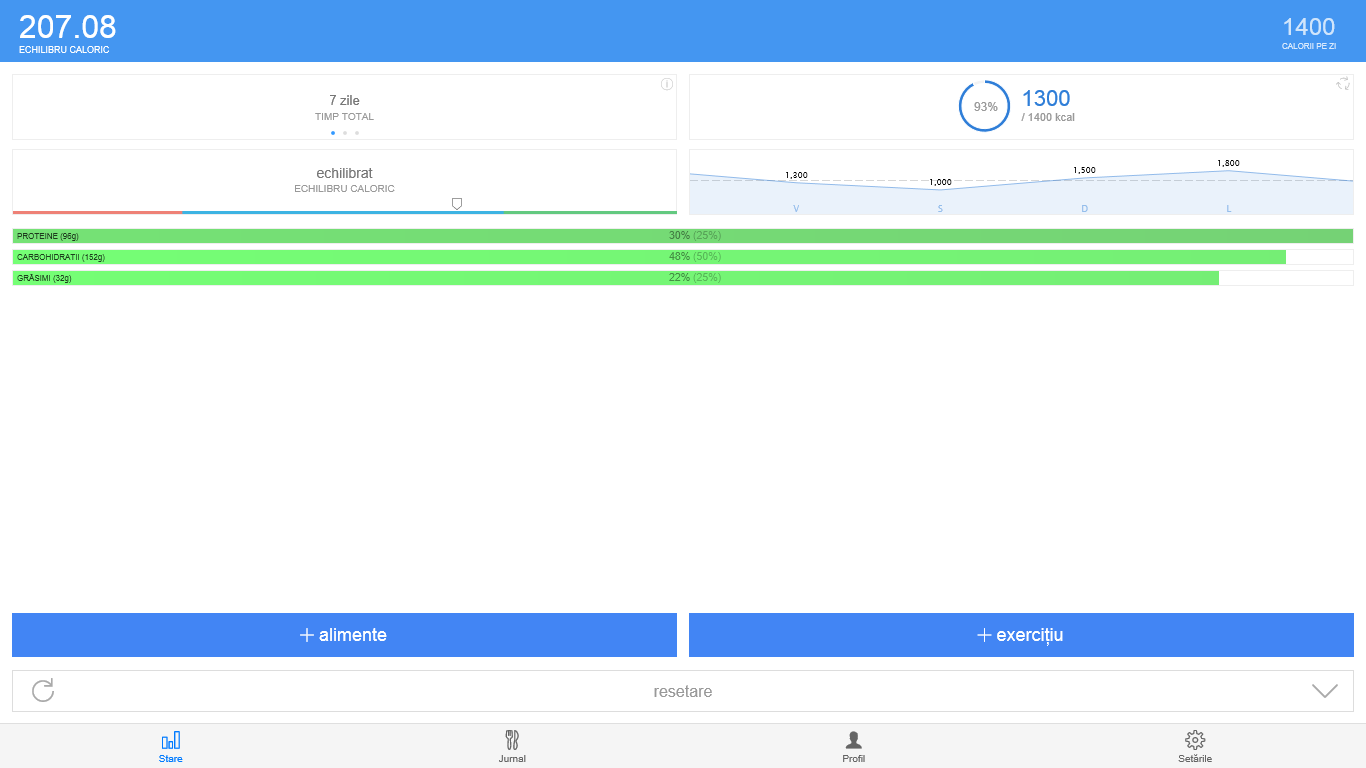 207.08
ECHILIBRU CALORIC
1400
CALORII PE ZI
7 zile
TIMP TOTAL
93%
1300
/ 1400 kcal
echilibrat
ECHILIBRU CALORIC
1,300
1,000
1,500
1,800
V
S
D
L
PROTEINE (96g)
30% (25%)
CARBOHIDRATII (152g)
48% (50%)
GRĂSIMI (32g)
22% (25%)
+ alimente
+ exercițiu
resetare
Stare
Jurnal
Profil
Setările